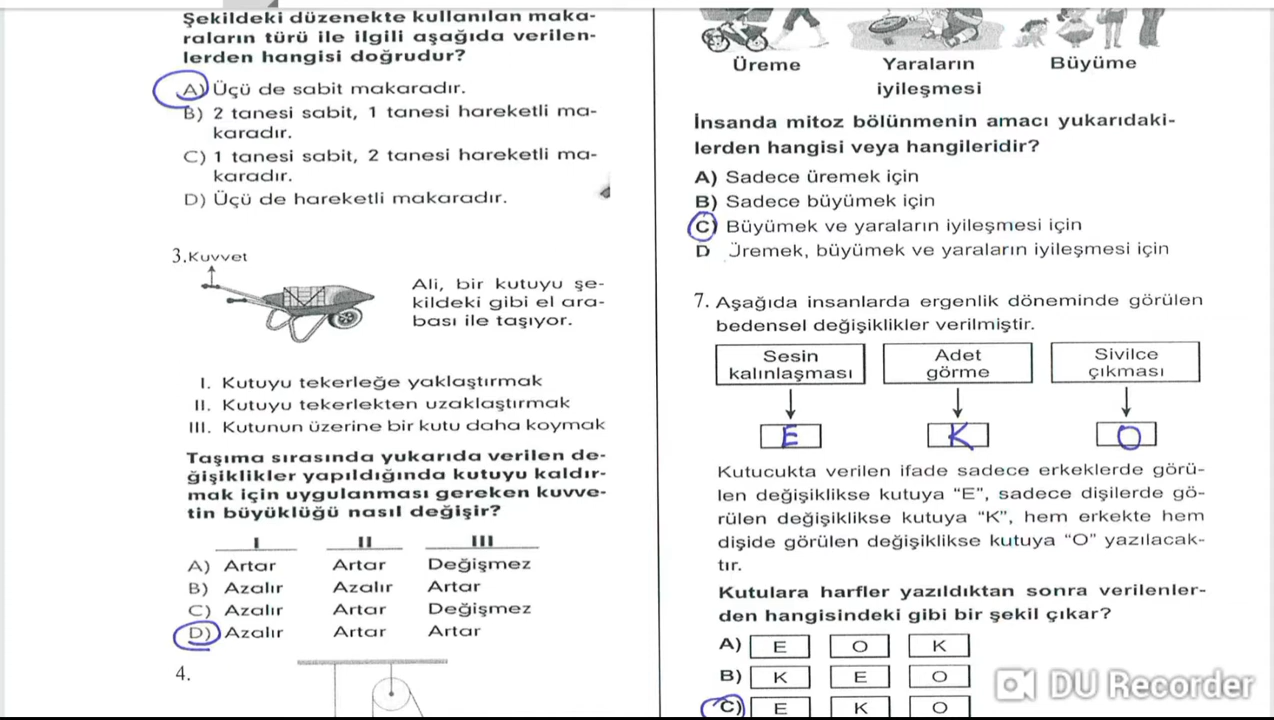 Şekildeki düzenekte kullanılan maka-
raların türü ile ilgili aşağıda verilen-
lerden hangisi doğrudur?
A) Üçü de sabit makaradır.
B) 2 tanesi sabit, 1 tanesi hareketli ma-
karadır.
C) 1 tanesi sabit, 2 tanesi hareketli ma-
karadır.
D) Üçü de hareketli makaradır.
3. Kuvvet
Ali, bir kutuyu şe-
kildeki gibi el ara-
bası ile taşıyor.
I. Kutuyu tekerleğe yaklaştırmak
II. Kutuyu tekerlekten uzaklaştırmak
III. Kutunun üzerine bir kutu daha koymak
Taşıma sırasında yukarıda verilen de-
ğişiklikler yapıldığında kutuyu kaldır-
mak için uygulanması gereken kuvve-
tin büyüklüğü nasıl değişir?
I II III
A) Artar Artar Değişmez
B) Azalır Azalır Artar
C) Azalır Artar Değişmez
D) Azalır Artar Artar
4.
Üreme Yaraların Büyüme
iyileşmesi
İnsanda mitoz bölünmenin amacı yukarıdaki-
lerden hangisi veya hangileridir?
A) Sadece üremek için
B) Sadece büyümek için
C) Büyümek ve yaraların iyileşmesi için
D Üremek, büyümek ve yaraların iyileşmesi için
7. Aşağıda insanlarda ergenlik döneminde görülen
bedensel değişiklikler verilmiştir.
Sesin Adet Sivilce
kalınlaşması görme çıkması
E K O
Kutucukta verilen ifade sadece erkeklerde görü-
len değişiklikse kutuya “E”, sadece dişilerde gö-
rülen değişiklikse kutuya “K”, hem erkekte hem
dişide görülen değişiklikse kutuya “O” yazılacak-
tır.
Kutulara harfler yazıldıktan sonra verilenler-
den hangisindeki gibi bir şekil çıkar?
A) E O K
B) K E O
C) E K O
DU Recorder